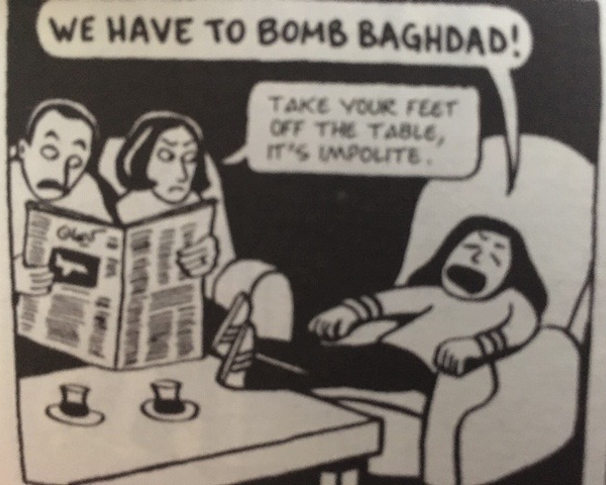 WE HAVE TO BOMB BAGHDAD!
TAKE YOUR FEET
OFF THE TABLE,
IT'S IMPOLITE.